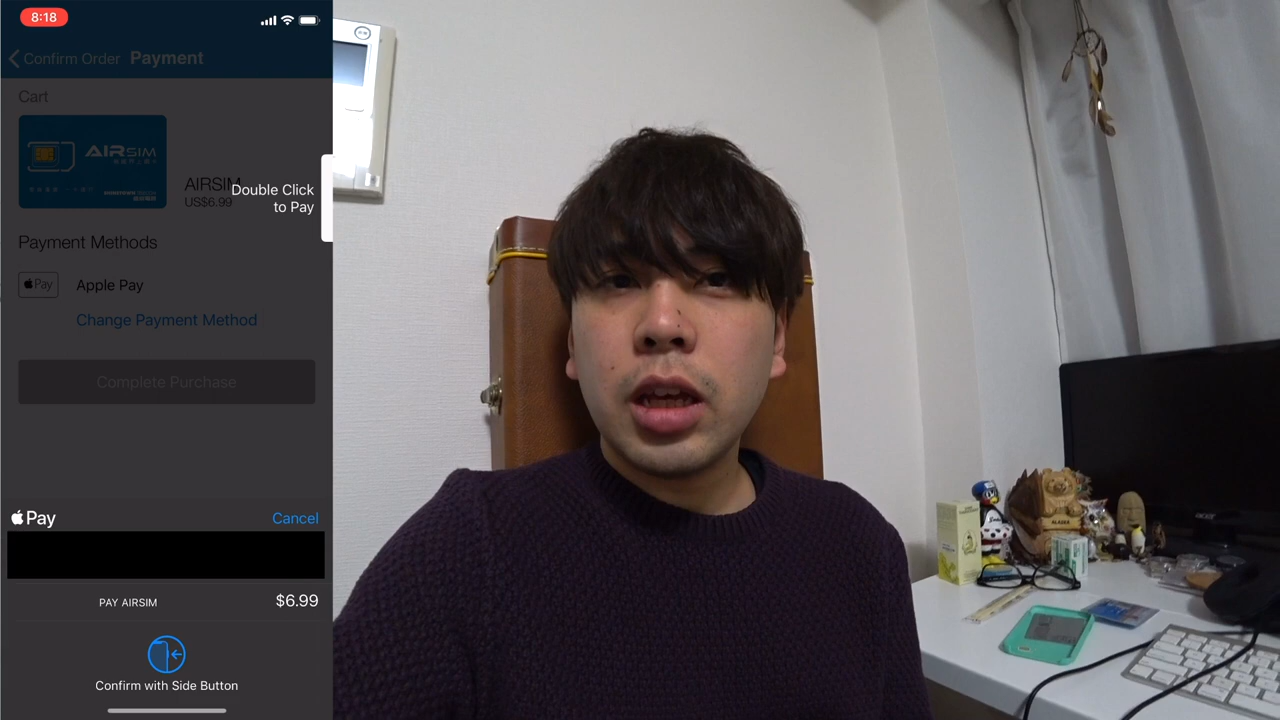 8:18
Confirm Order Payment
Cart
AIRSIM
AIRSIM
US$6.99
Double Click
to Pay
Payment Methods
Pay
Apple Pay
Change Payment Method
Complete Purchase
Pay
Cancel
PAY AIRSIM
$6.99
Confirm with Side Button
ALASKA
acer